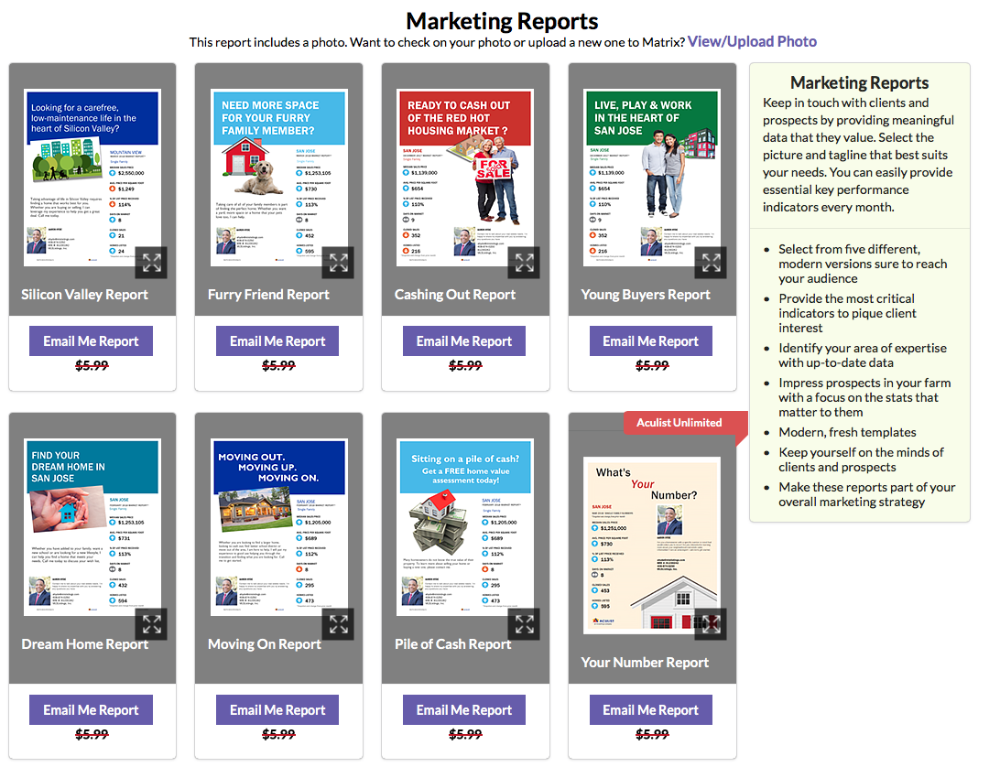 Marketing Reports
This report includes a photo. Want to check on your photo or upload a new one to Matrix? View/Upload Photo
Looking for a carefree,
low-maintenance life in the
heart of Silicon Valley?
MOUNTAIN VIEW
$2,550,000
$1,249
114%
8
21
24
Silicon Valley Report
Email Me Report
$5.99
NEED MORE SPACE
FOR YOUR FURRY
FAMILY MEMBER?
SAN JOSE
$1,253,105
$730
113%
8
452
595
Furry Friend Report
Email Me Report
$5.99
READY TO CASH OUT
OF THE RED HOT
HOUSING MARKET ?
SAN JOSE
$1,139,000
$654
110%
9
352
216
FOR
SALE
Cashing Out Report
Email Me Report
$5.99
LIVE, PLAY & WORK
IN THE HEART OF
SAN JOSE
SAN JOSE
$1,139,000
$654
110%
9
352
216
Young Buyers Report
Email Me Report
$5.99
Marketing Reports
Keep in touch with clients and
prospects by providing meaningful
data that they value. Select the
picture and tagline that best suits
your needs. You can easily provide
essential key performance
indicators every month.
Select from five different,
modern versions sure to reach
your audience
Provide the most critical
indicators to pique client
interest
Identify your area of expertise
with up-to-date data
Impress prospects in your farm
with a focus on the stats that
matter to them
Modern, fresh templates
Keep yourself on the minds of
clients and prospects
Make these reports part of your
overall marketing strategy
FIND YOUR
DREAM HOME IN
SAN JOSE
SAN JOSE
$1,253,105
$731
113%
8
432
594
Dream Home Report
Email Me Report
$5.99
MOVING OUT.
MOVING UP.
MOVING ON.
SAN JOSE
$1,205,000
$689
112%
8
295
473
Moving On Report
Email Me Report
$5.99
Sitting on a pile of cash?
Get a FREE home value
assessment today!
SAN JOSE
$1,205,000
$689
112%
8
295
473
Pile of Cash Report
Email Me Report
$5.99
Aculist Unlimited
What's
Your
Number?
SAN JOSE
$1,251,000
$730
113%
8
453
595
ACULIST
Your Number Report
Email Me Report
$5.99